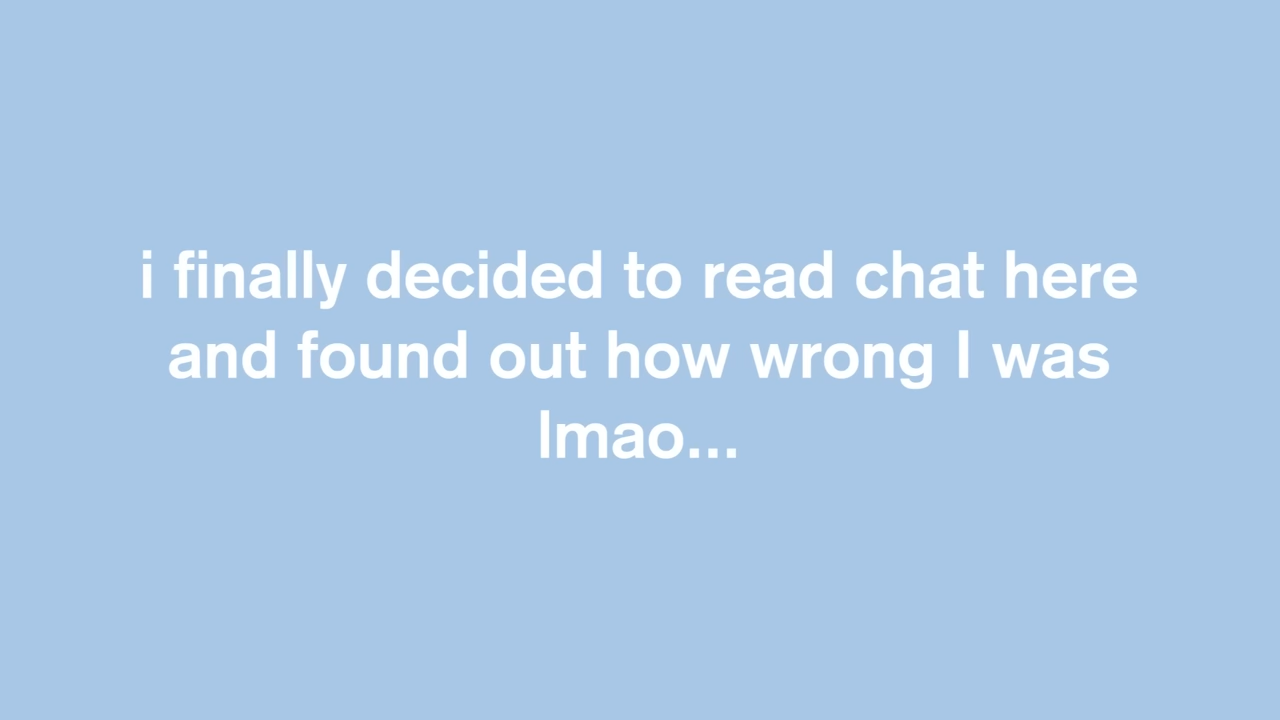 i finally decided to read chat here
and found out how wrong I was
lmao...